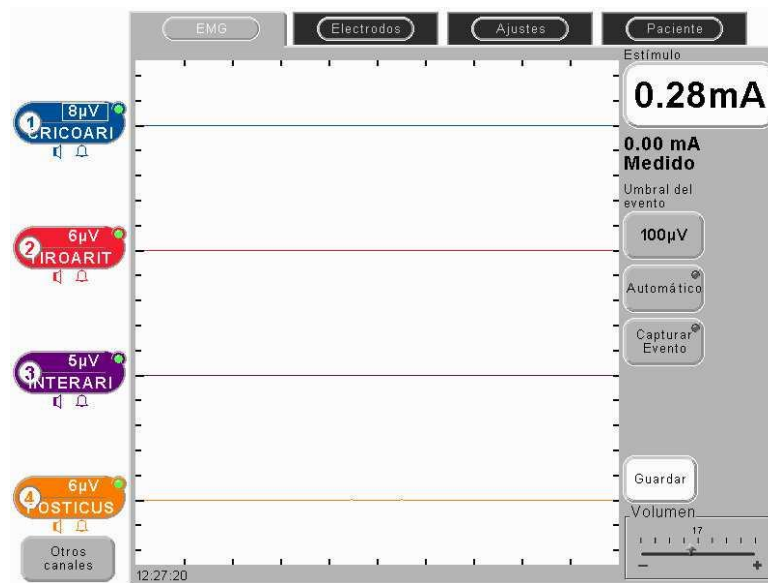 EMG
Electrodos
Ajustes
Paciente
Estímulo
0.28mA
0.00 mA
Medido
Umbral del
evento
100µV
Automático
Capturar
Evento
Guardar
Volumen
17
- +
1
8µV
CRICOARI
2
6µV
TIROARIT
3
5µV
INTERARI
4
6µV
POSTICUS
Otros
canales
12:27:20